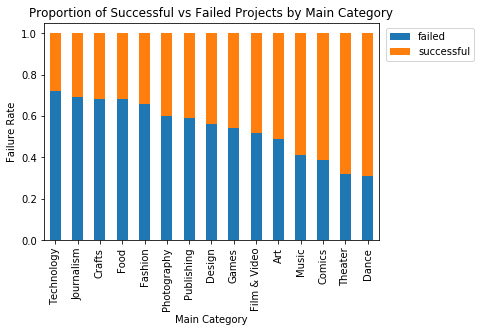 Proportion of Successful vs Failed Projects by Main Category
failed
successful
Failure Rate
1.0
0.8
0.6
0.4
0.2
0.0
Technology
Journalism
Crafts
Food
Fashion
Photography
Publishing
Design
Games
Film & Video
Art
Music
Comics
Theater
Dance
Main Category